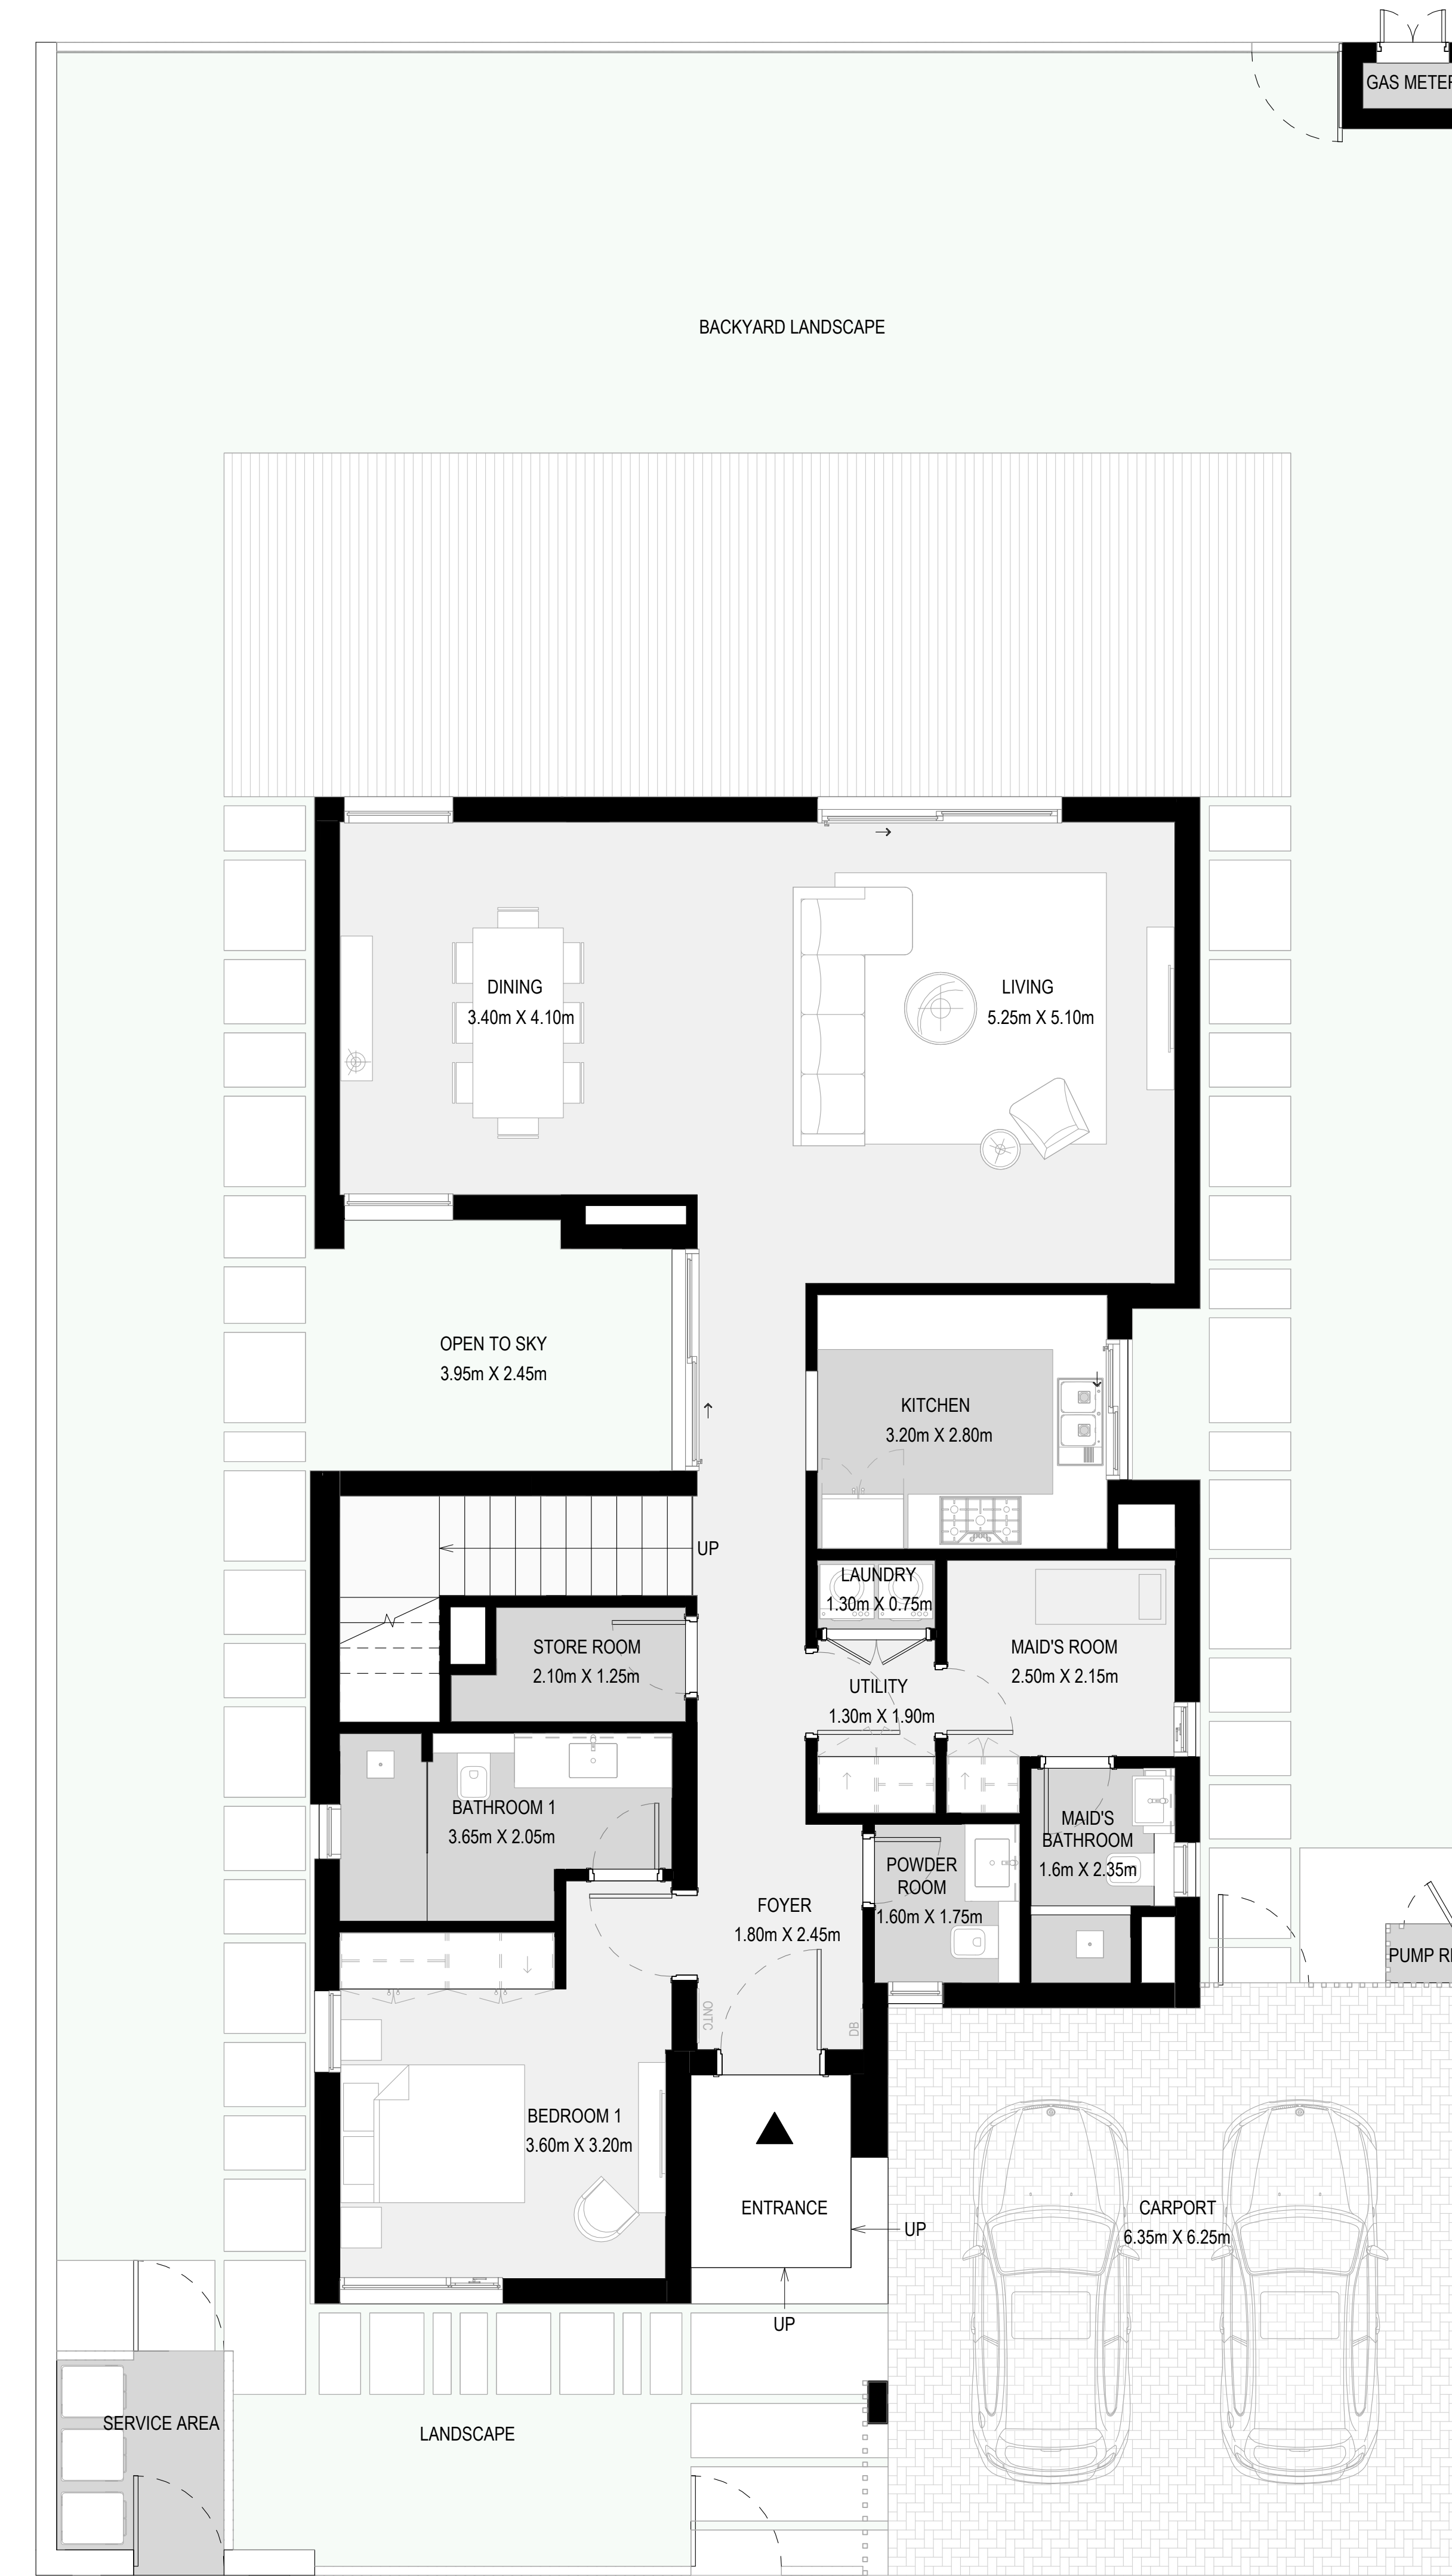 GAS METER
BACKYARD LANDSCAPE
DINING
3.40m X 4.10m
LIVING
5.25m X 5.10m
OPEN TO SKY
3.95m X 2.45m
KITCHEN
3.20m X 2.80m
UP
LAUNDRY
1.30m X 0.75m
STORE ROOM
2.10m X 1.25m
MAID'S ROOM
2.50m X 2.15m
UTILITY
1.30m X 1.90m
BATHROOM 1
3.65m X 2.05m
MAID'S
BATHROOM
1.6m X 2.35m
POWDER
ROOM
1.60m X 1.75m
FOYER
1.80m X 2.45m
PUMP
ONTC
DB
BEDROOM 1
3.60m X 3.20m
ENTRANCE
UP
CARPORT
6.35m X 6.25m
UP
SERVICE AREA
LANDSCAPE